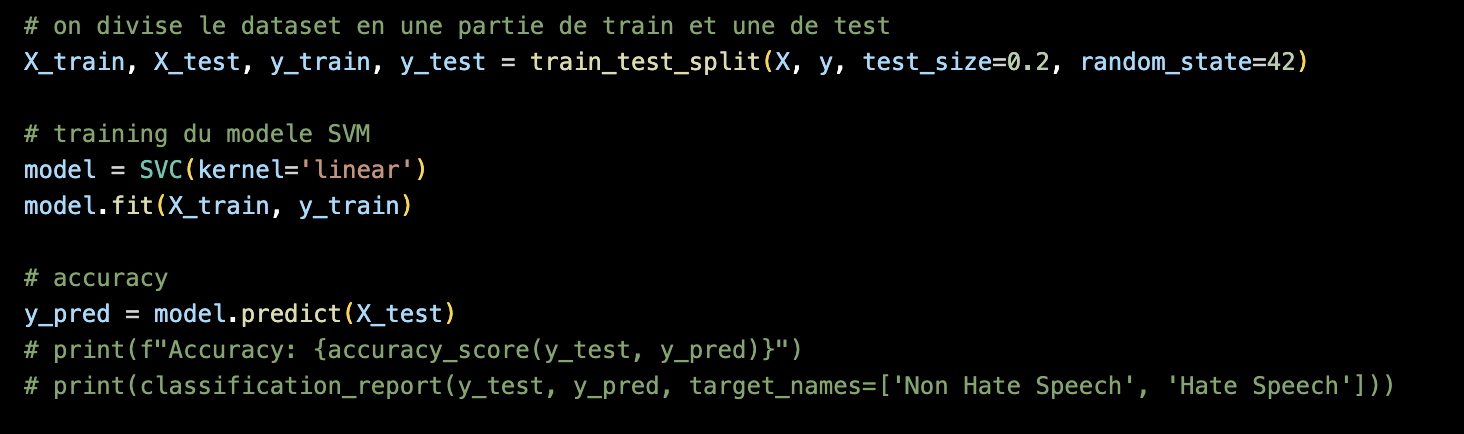 # on divise le dataset en une partie de train et une de test
X_train, X_test, y_train, y_test = train_test_split(X, y, test_size=0.2, random_state=42)
# training du modele SVM
model = SVC(kernel='linear')
model.fit(X_train, y_train)
# accuracy
y_pred = model.predict(X_test)
# print(f"Accuracy: {accuracy_score(y_test, y_pred)}")
# print(classification_report(y_test, y_pred, target_names=['Non Hate Speech', 'Hate Speech']))